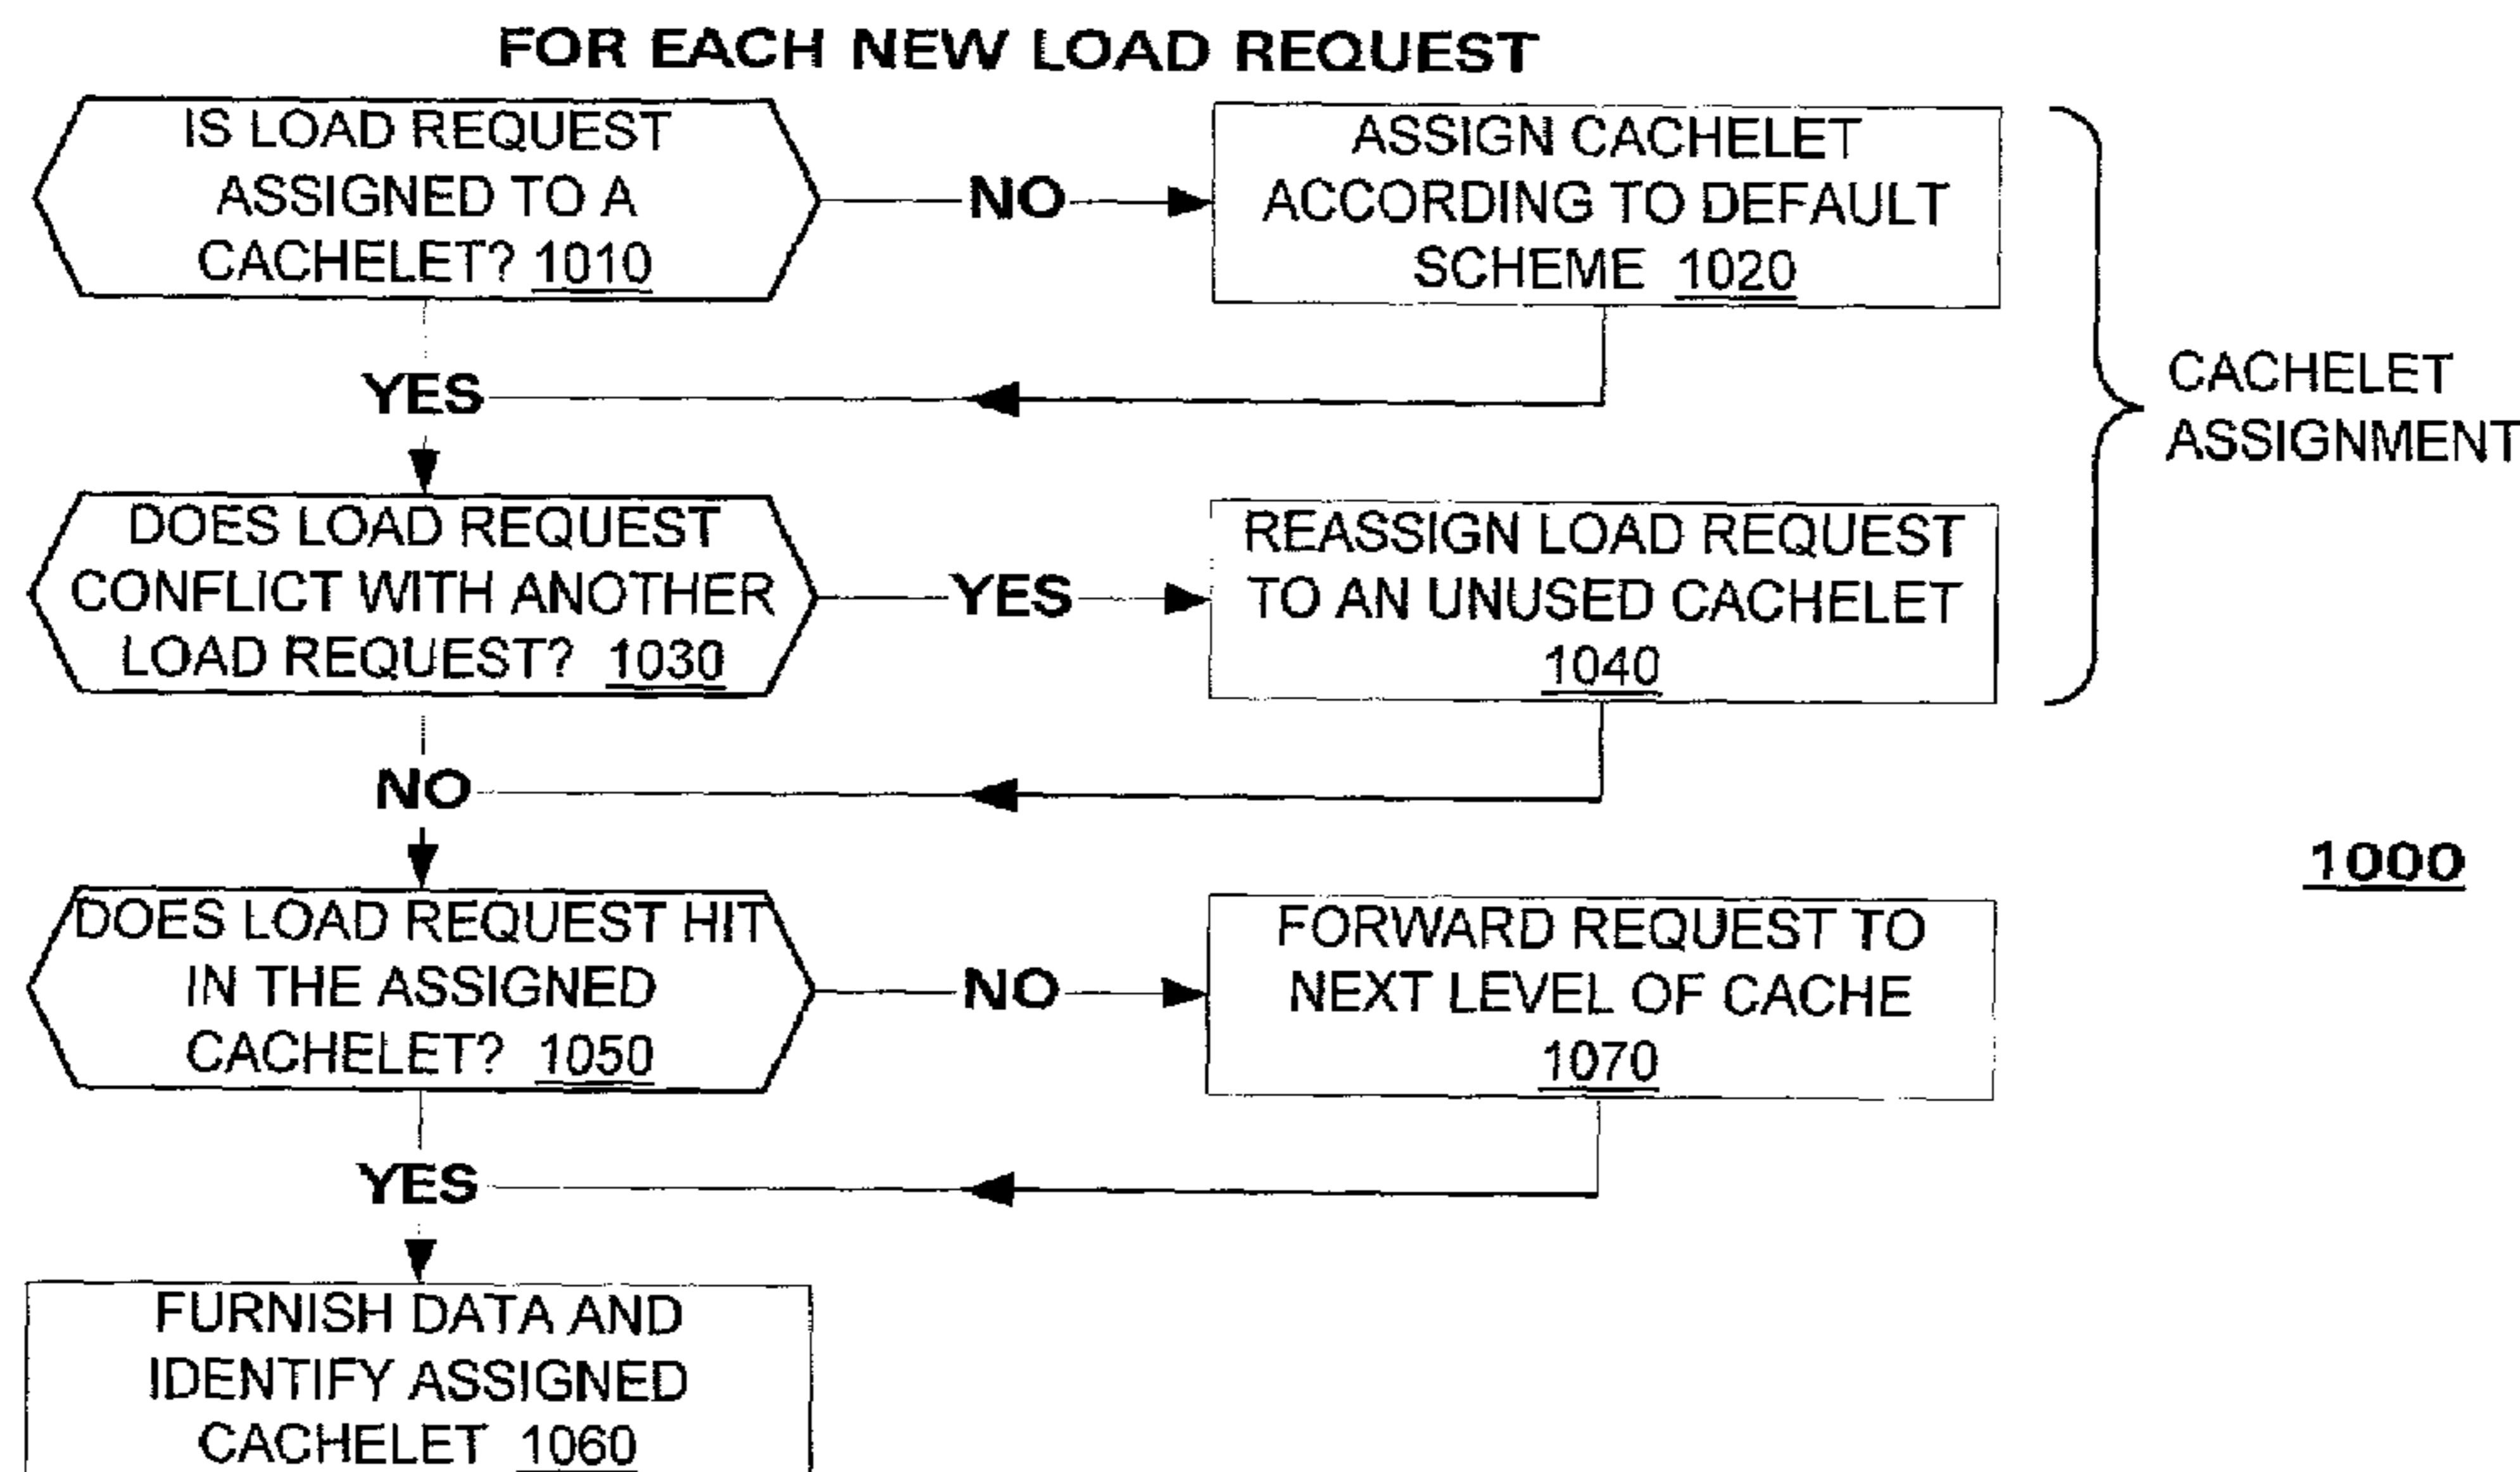 FOR EACH NEW LOAD REQUEST
IS LOAD REQUEST
ASSIGNED TO A
CACHELET? 1010
NO
ASSIGN CACHELET
ACCORDING TO DEFAULT
SCHEME 1020
YES
CACHELET
ASSIGNMENT
DOES LOAD REQUEST
CONFLICT WITH ANOTHER
LOAD REQUEST? 1030
YES
REASSIGN LOAD REQUEST
TO AN UNUSED CACHELET
1040
NO
1000
DOES LOAD REQUEST HIT
IN THE ASSIGNED
CACHELET? 1050
NO
FORWARD REQUEST TO
NEXT LEVEL OF CACHE
1070
YES
FURNISH DATA AND
IDENTIFY ASSIGNED
CACHELET 1060